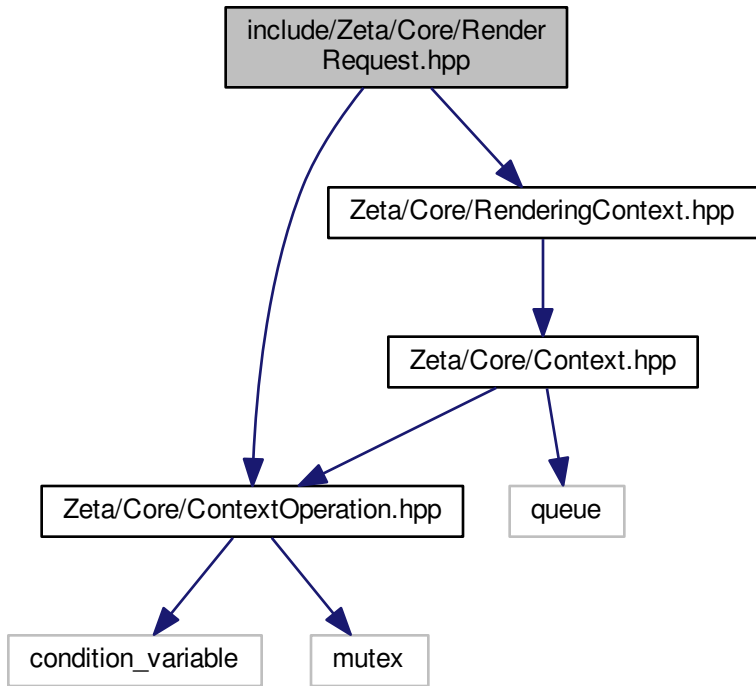 include/Zeta/Core/Render
Request.hpp
Zeta/Core/RenderingContext.hpp
Zeta/Core/Context.hpp
Zeta/Core/ContextOperation.hpp
queue
condition_variable
mutex